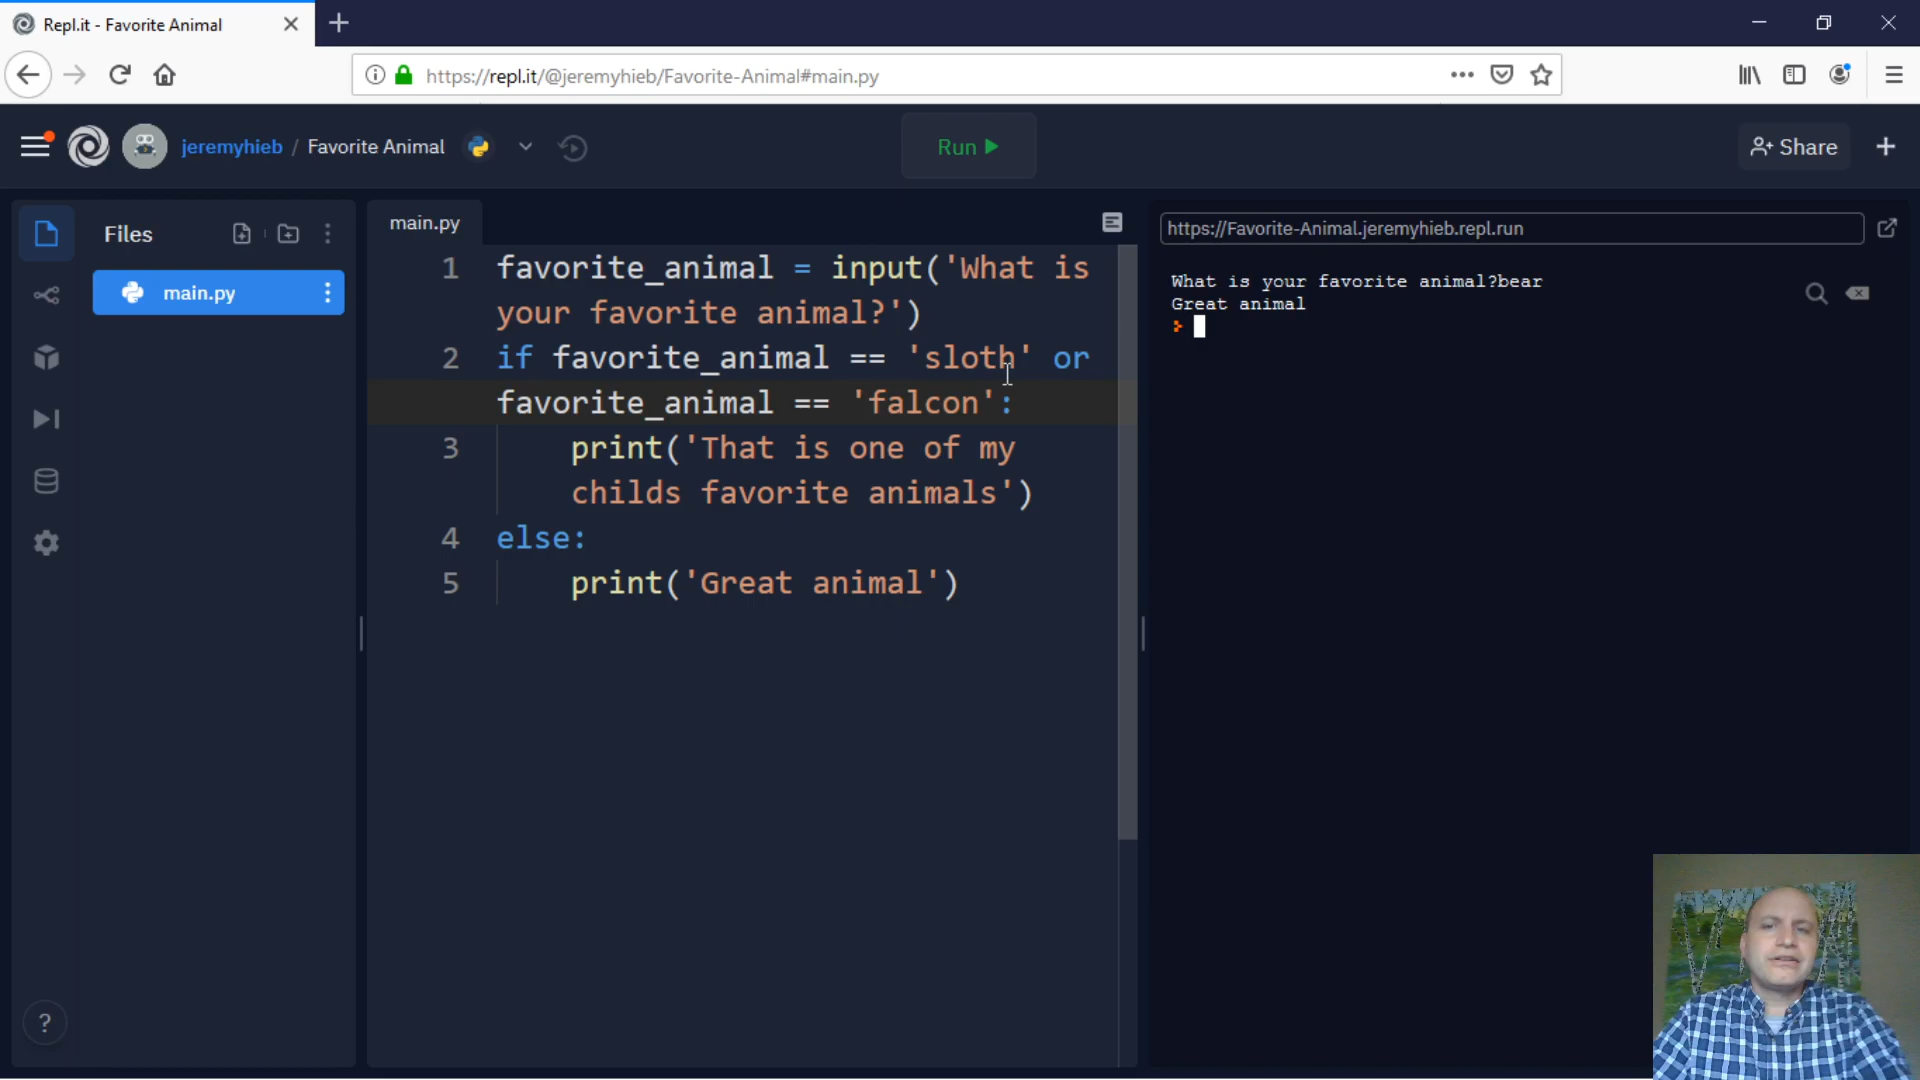 Repl.it - Favorite Animal
https://repl.it/@jeremyhieb/Favorite-Animal#main.py
jeremyhieb / Favorite Animal
Run
Share
Files
main.py
main.py
1 favorite_animal = input('What is
your favorite animal?')
2 if favorite_animal == 'sloth' or
favorite_animal == 'falcon':
3 print('That is one of my
childs favorite animals')
4 else:
5 print('Great animal')
https://Favorite-Animal.jeremyhieb.repl.run
What is your favorite animal?bear
Great animal
?